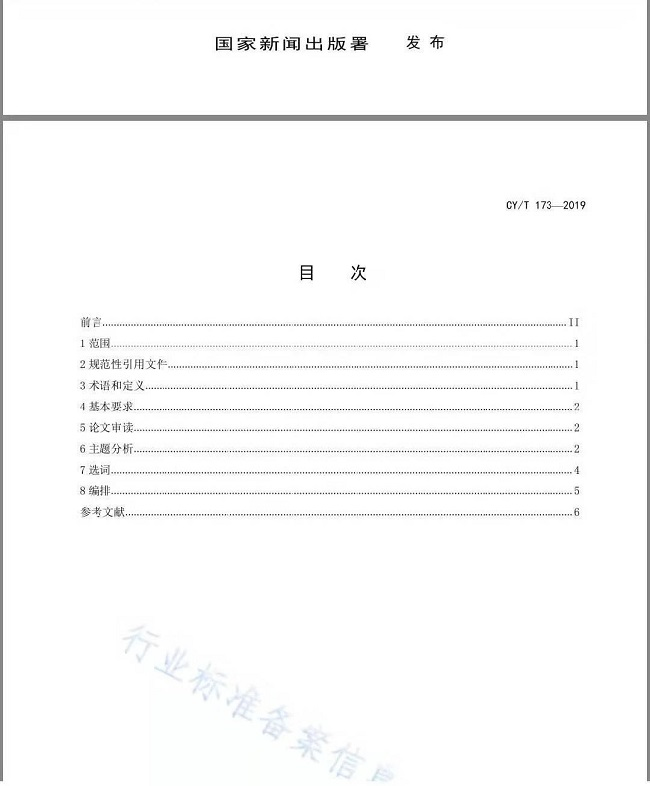 国家新闻出版署 发布
CY/T 173—2019
目 次
前言 II
1 范围 1
2 规范性引用文件 1
3 术语和定义 1
4 基本要求 2
5 论文审读 2
6 主题分析 2
7 选词 4
8 编排 5
参考文献 6
行业标准备案信息